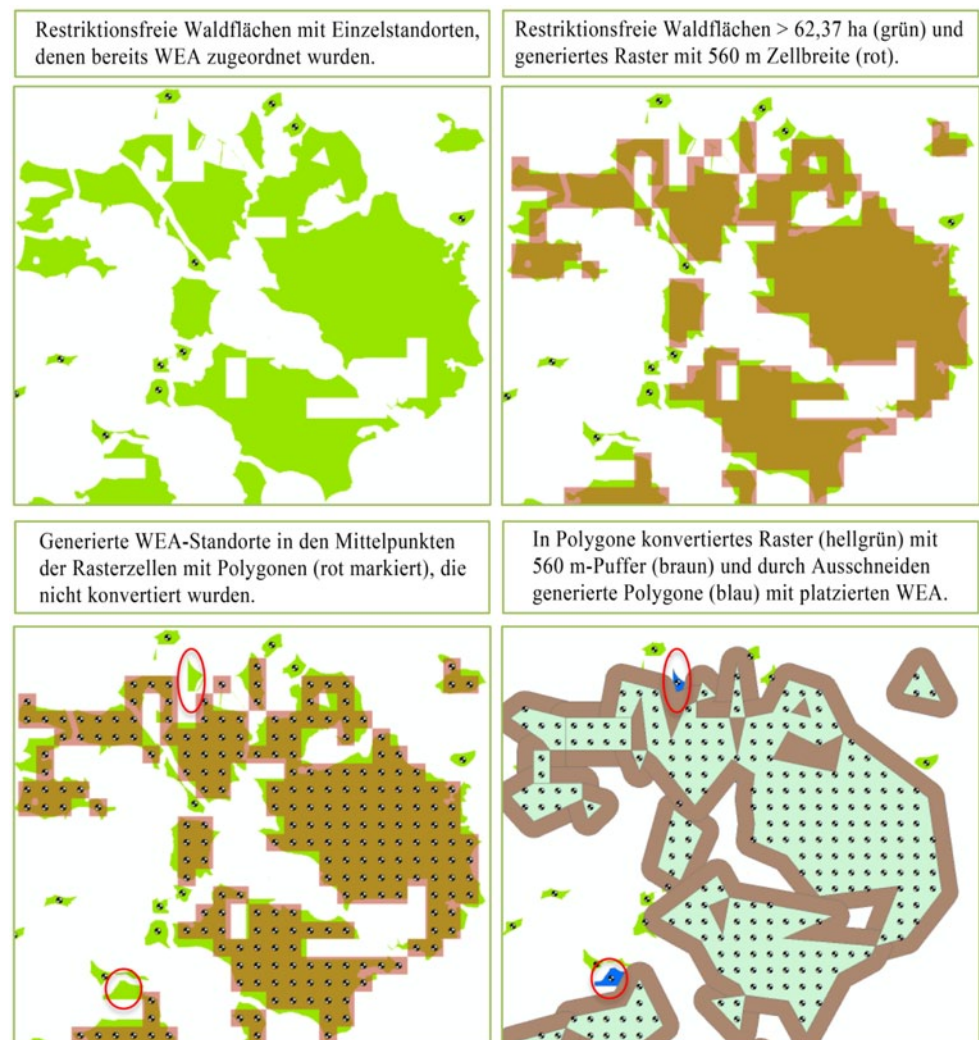 Restriktionsfreie Waldflächen mit Einzelstandorten,
denen bereits WEA zugeordnet wurden.
Restriktionsfreie Waldflächen > 62,37 ha (grün) und
generiertes Raster mit 560 m Zellbreite (rot).
Generierte WEA-Standorte in den Mittelpunkten
der Rasterzellen mit Polygonen (rot markiert), die
nicht konvertiert wurden.
In Polygone konvertiertes Raster (hellgrün) mit
560 m-Puffer (braun) und durch Ausschneiden
generierte Polygone (blau) mit platzierten WEA.